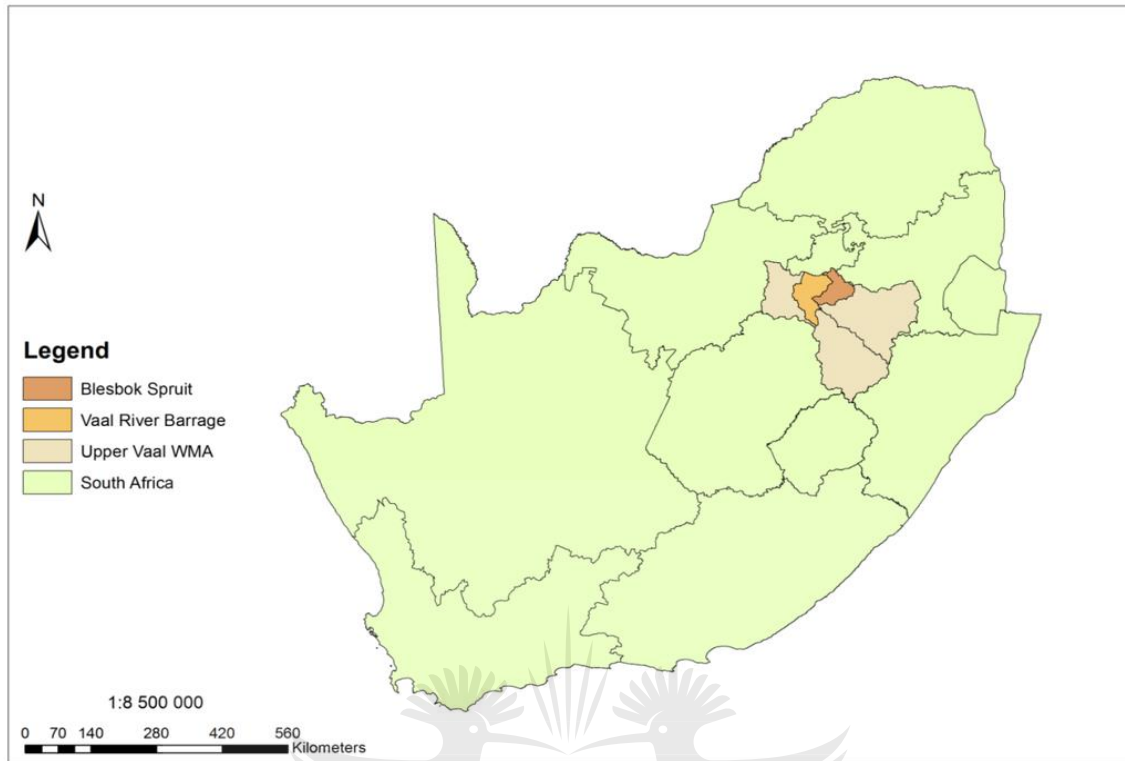 N
Legend
Blesbok Spruit
Vaal River Barrage
Upper Vaal WMA
South Africa
1:8 500 000
0 70 140 280 420 560
Kilometers